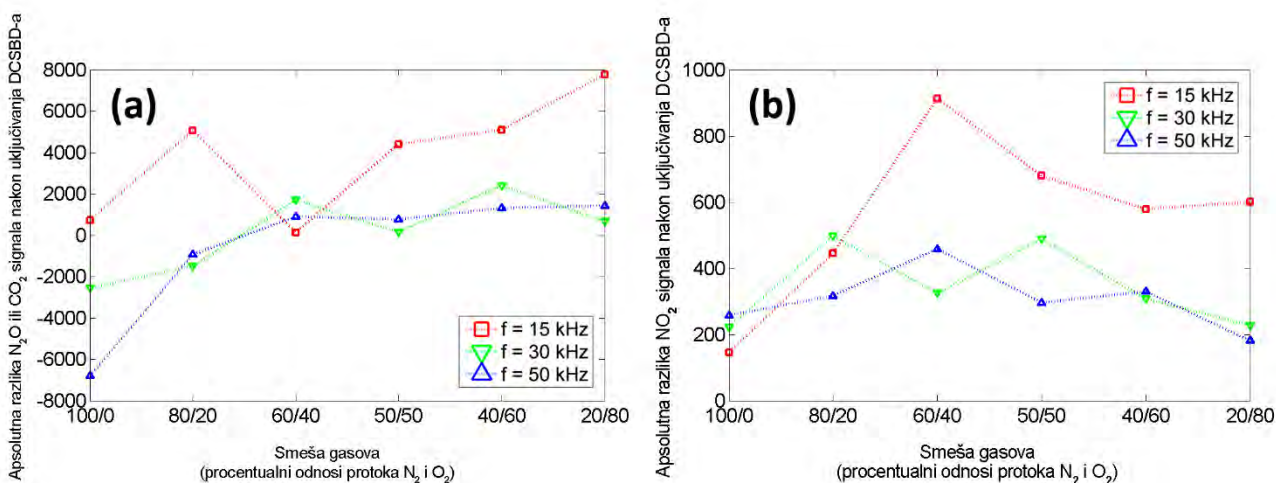 Apsolutna razlika N₂O ili CO₂ signala nakon uključivanja DCSBD-a
(a)
8000
6000
4000
2000
0
-2000
-4000
-6000
-8000
f = 15 kHz
f = 30 kHz
f = 50 kHz
100/0 80/20 60/40 50/50 40/60 20/80
Smeša gasova
(procentualni odnosi protoka N₂ i O₂)
Apsolutna razlika NO₂ signala nakon uključivanja DCSBD-a
(b)
1000
800
600
400
200
0
f = 15 kHz
f = 30 kHz
f = 50 kHz
100/0 80/20 60/40 50/50 40/60 20/80
Smeša gasova
(procentualni odnosi protoka N₂ i O₂)